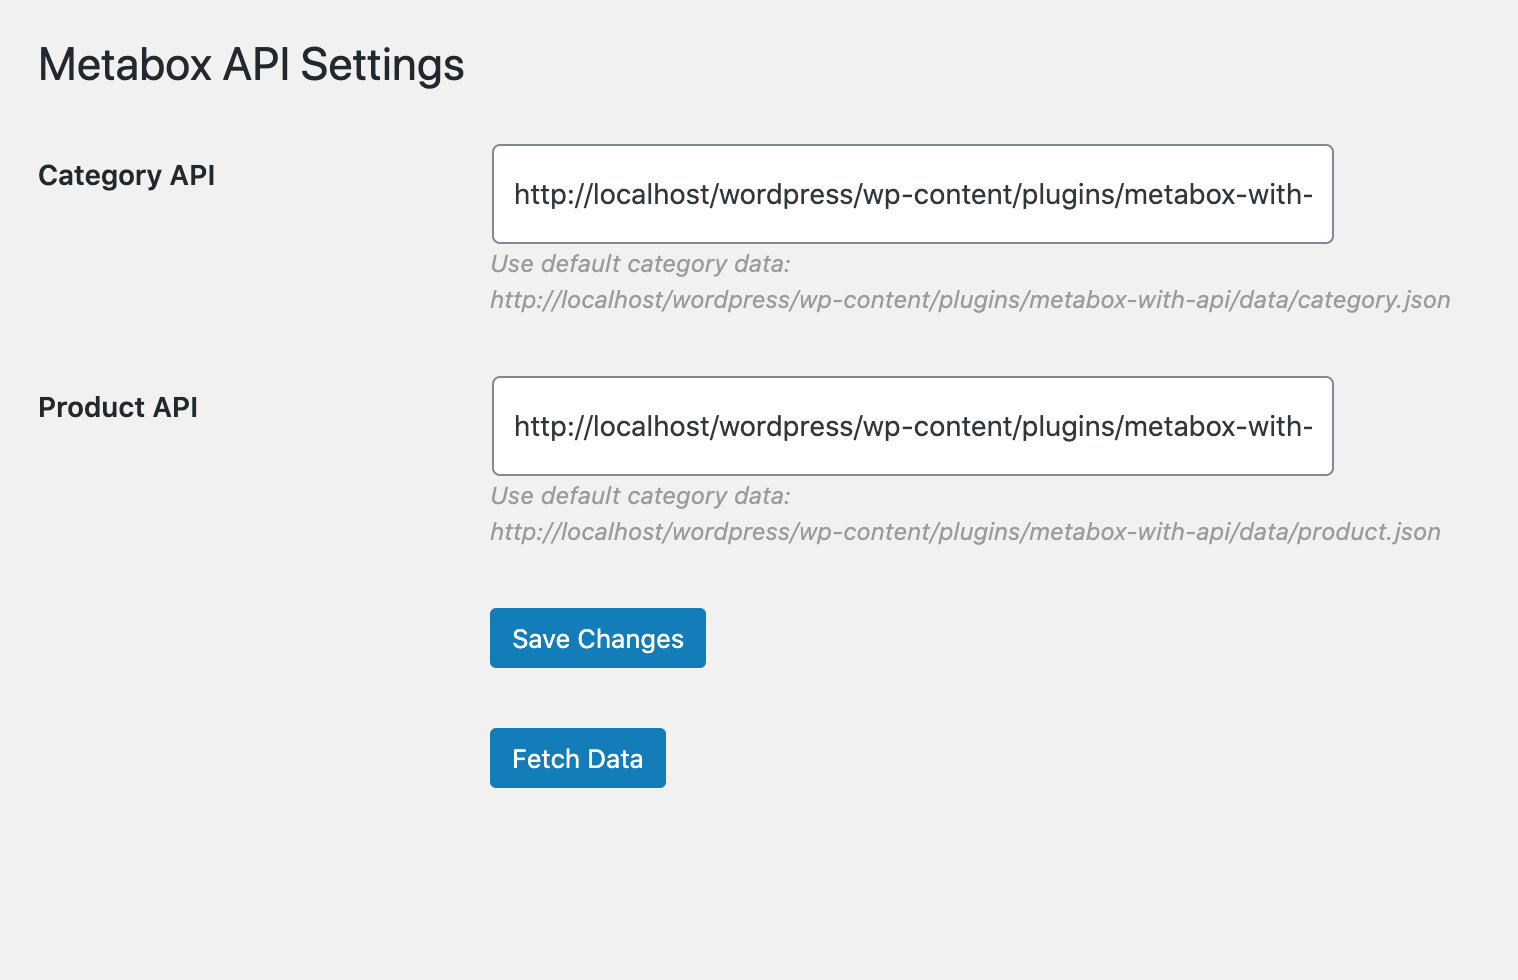 Metabox API Settings
Category API
http://localhost/wordpress/wp-content/plugins/metabox-with-
Use default category data:
http://localhost/wordpress/wp-content/plugins/metabox-with-api/data/category.json
Product API
http://localhost/wordpress/wp-content/plugins/metabox-with-
Use default category data:
http://localhost/wordpress/wp-content/plugins/metabox-with-api/data/product.json
Save Changes
Fetch Data